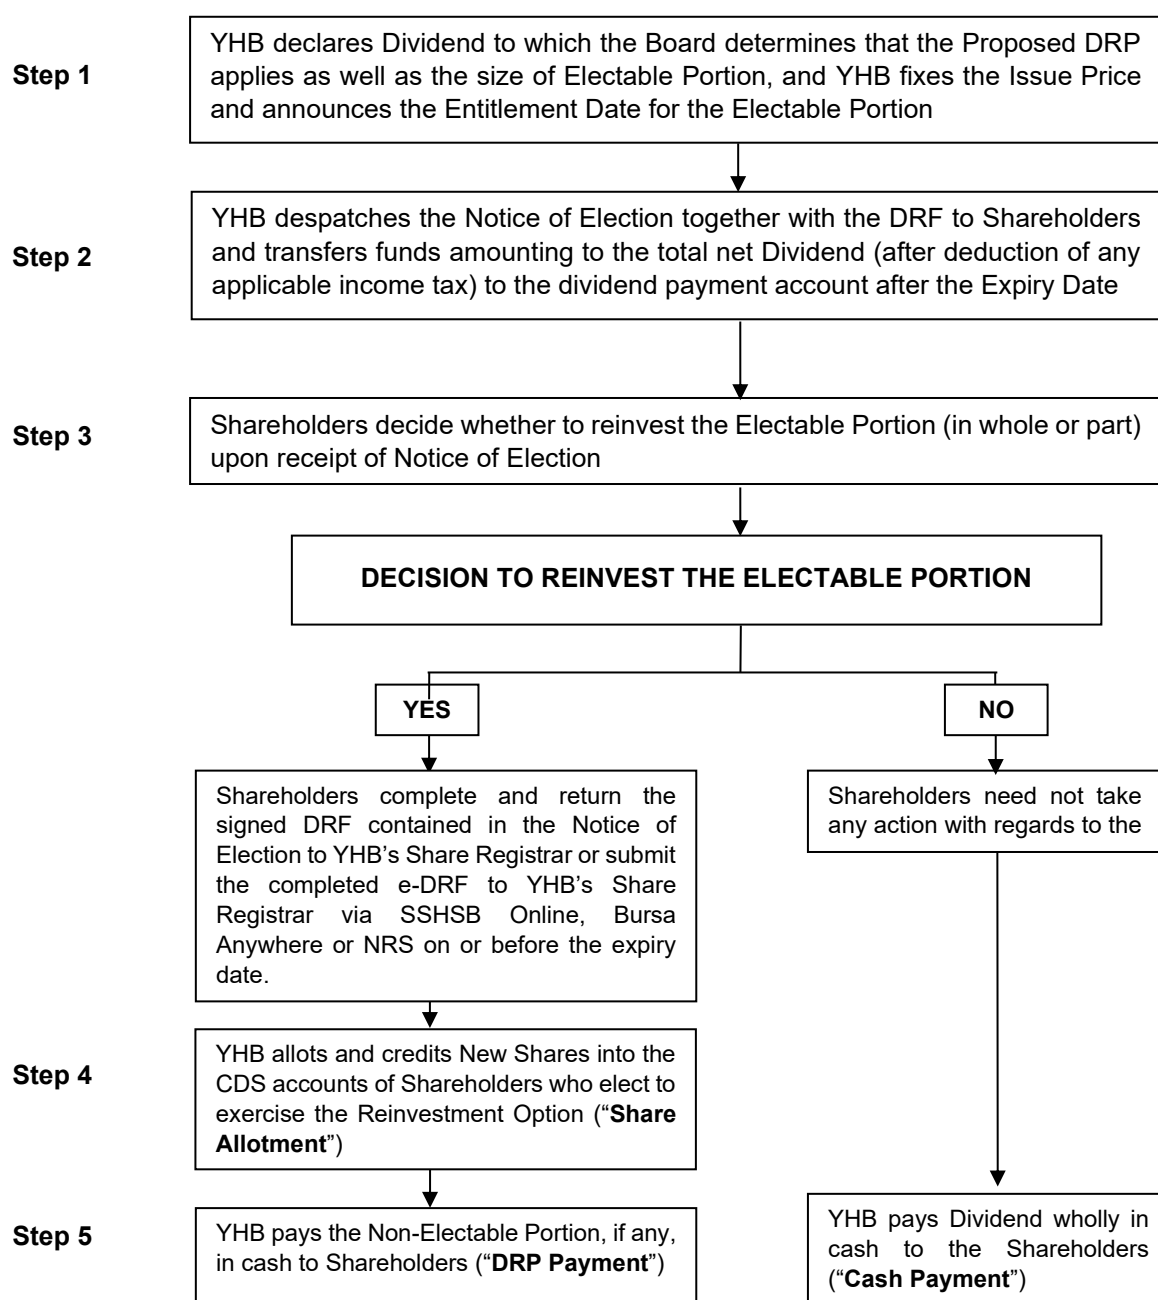 Step 1
YHB declares Dividend to which the Board determines that the Proposed DRP
applies as well as the size of Electable Portion, and YHB fixes the Issue Price
and announces the Entitlement Date for the Electable Portion
Step 2
YHB despatches the Notice of Election together with the DRF to Shareholders
and transfers funds amounting to the total net Dividend (after deduction of any
applicable income tax) to the dividend payment account after the Expiry Date
Step 3
Shareholders decide whether to reinvest the Electable Portion (in whole or part)
upon receipt of Notice of Election
DECISION TO REINVEST THE ELECTABLE PORTION
YES
NO
Shareholders complete and return the
signed DRF contained in the Notice of
Election to YHB's Share Registrar or submit
the completed e-DRF to YHB's Share
Registrar via SSHSB Online, Bursa
Anywhere or NRS on or before the expiry
date.
Shareholders need not take
any action with regards to the
Step 4
YHB allots and credits New Shares into the
CDS accounts of Shareholders who elect to
exercise the Reinvestment Option (“Share
Allotment”)
Step 5
YHB pays the Non-Electable Portion, if any,
in cash to Shareholders (“DRP Payment”)
YHB pays Dividend wholly in
cash to the Shareholders
(“Cash Payment”)